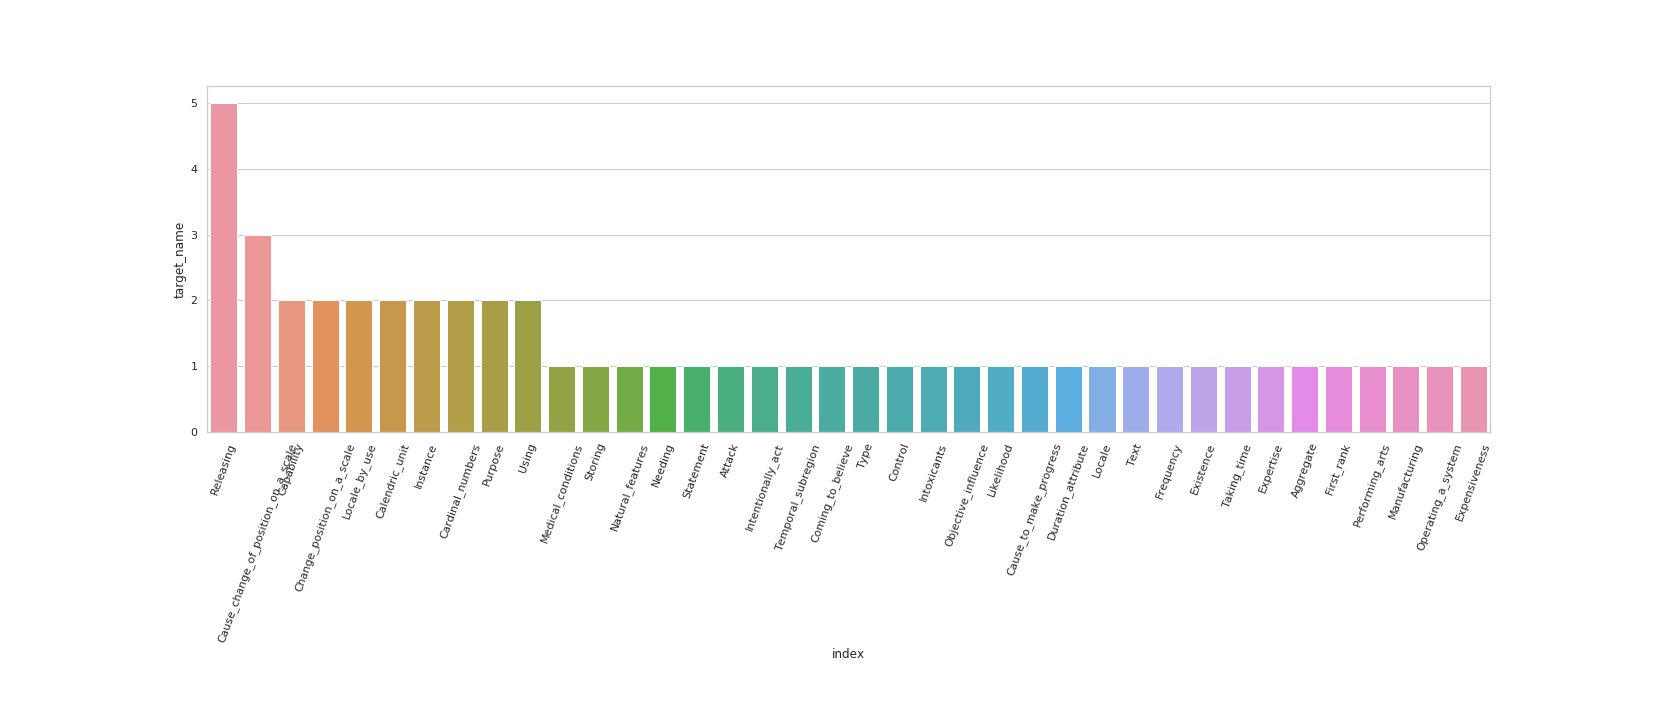 5
4
3
2
1
0
target_name
Releasing
Cause_change_of_position_on_a_scale
Capability
Change_position_on_a_scale
Locale_by_use
Calendric_unit
Instance
Cardinal_numbers
Purpose
Using
Medical_conditions
Storing
Natural_features
Needing
Statement
Attack
Intentionally_act
Temporal_subregion
Coming_to_believe
Type
Control
Intoxicants
Objective_influence
Likelihood
Cause_to_make_progress
Duration_attribute
Locale
Text
Frequency
Existence
Taking_time
Expertise
Aggregate
First_rank
Performing_arts
Manufacturing
Operating_a_system
Expensiveness
index